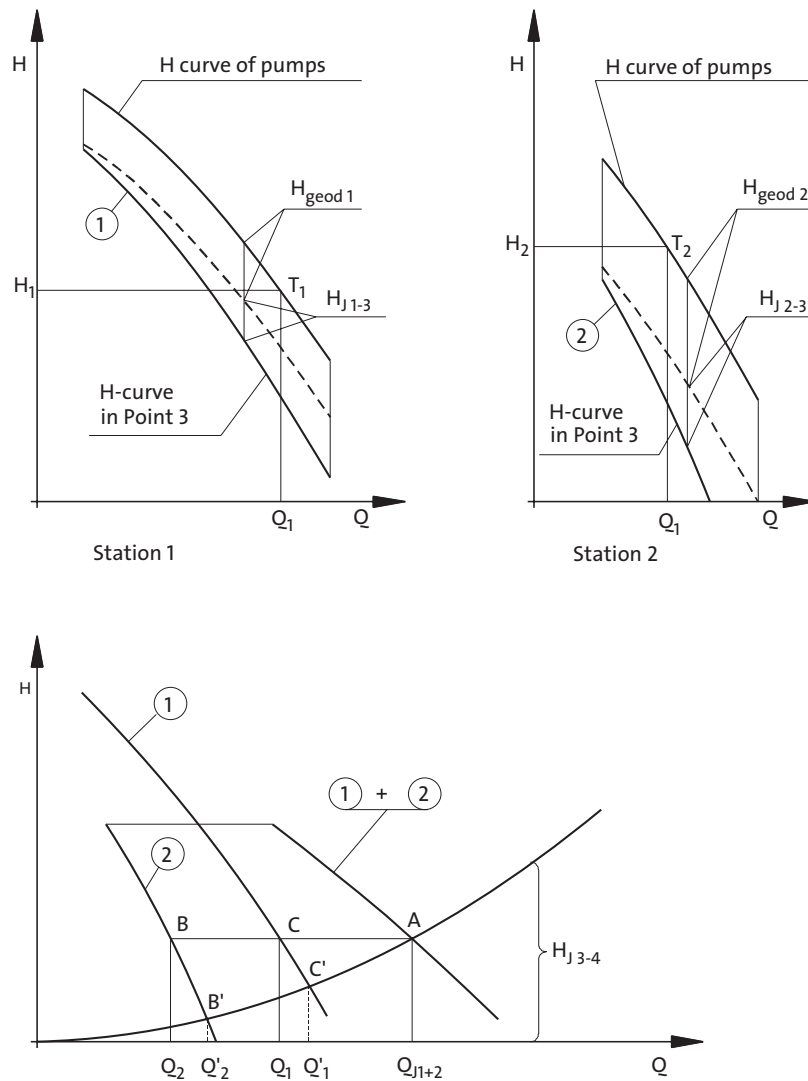 H
H curve of pumps
H geod 1
1
H1
T1
H J 1-3
H-curve
in Point 3
Q1
Q
Station 1
H
H curve of pumps
H geod 2
H2
T2
H J 2-3
2
H-curve
in Point 3
Q1
Q
Station 2
H
1
1 + 2
2
B
C
A
H J 3-4
C'
B'
Q2
Q'2
Q1
Q'1
QJ1+2
Q